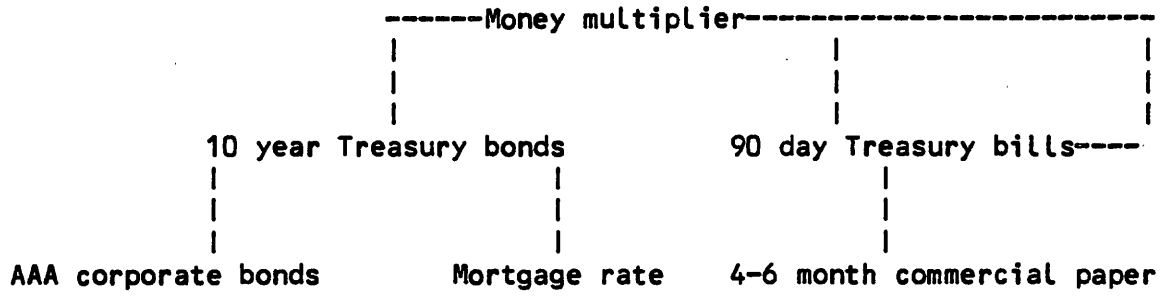 Money multiplier
10 year Treasury bonds 90 day Treasury bills
AAA corporate bonds Mortgage rate 4-6 month commercial paper